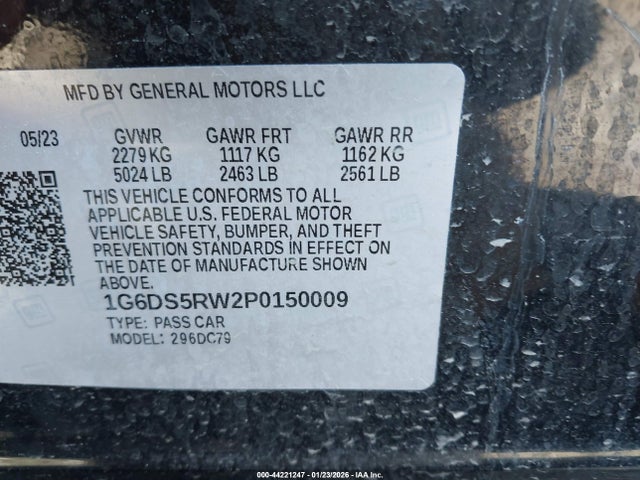 MFD BY GENERAL MOTORS LLC
05/23 GVWR GAWR FRT GAWR RR
2279 KG 1117 KG 1162 KG
5024 LB 2463 LB 2561 LB
THIS VEHICLE CONFORMS TO ALL
APPLICABLE U.S. FEDERAL MOTOR
VEHICLE SAFETY, BUMPER, AND THEFT
PREVENTION STANDARDS IN EFFECT ON
THE DATE OF MANUFACTURE SHOWN
ABOVE.
1G6DS5RW2P0150009
TYPE: PASS CAR
MODEL: 296DC79
000-44221247 - 01/23/2026 - IAA Inc.